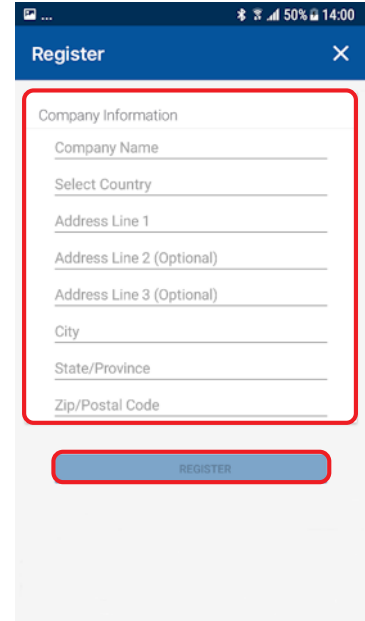 ... 50% 14:00
Register
Company Information
Company Name
Select Country
Address Line 1
Address Line 2 (Optional)
Address Line 3 (Optional)
City
State/Province
Zip/Postal Code
REGISTER